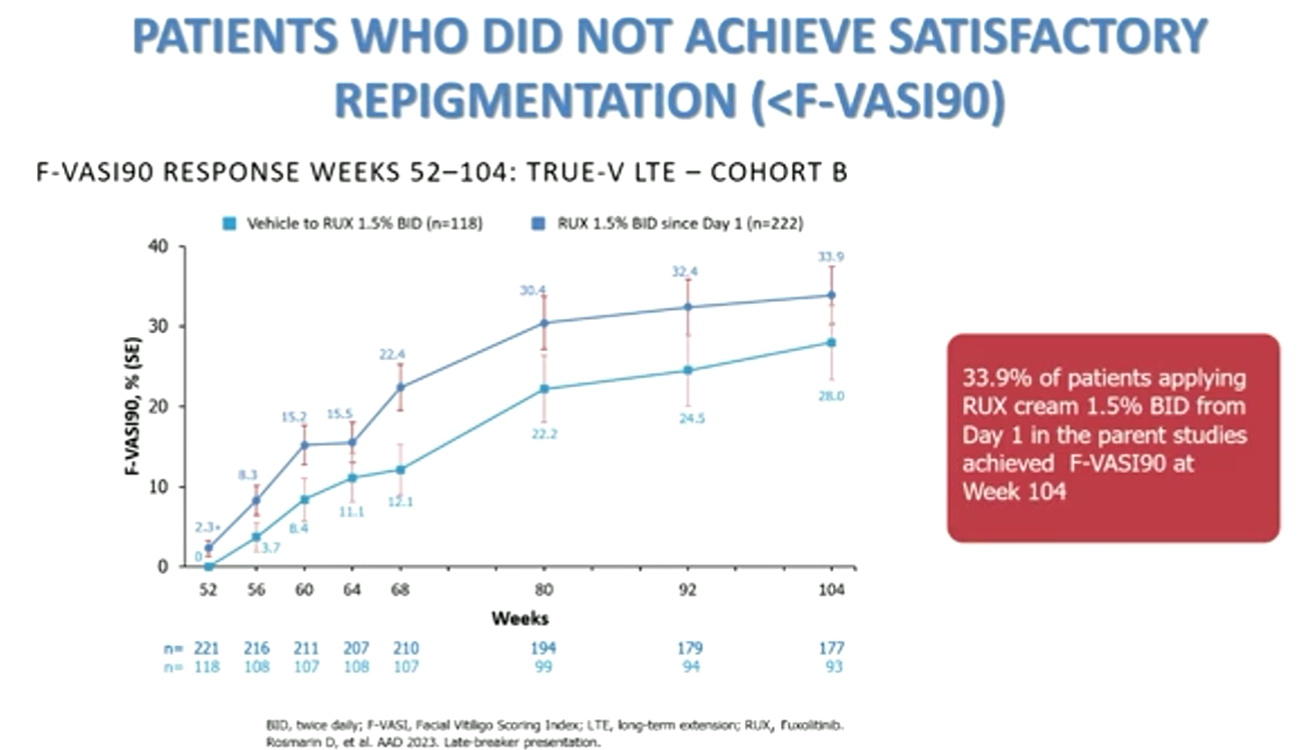 PATIENTS WHO DID NOT ACHIEVE SATISFACTORY
REPIGMENTATION (<F-VASI90)
F-VASI90 RESPONSE WEEKS 52–104: TRUE-V LTE – COHORT B
Vehicle to RUX 1.5% BID (n=118) RUX 1.5% BID since Day 1 (n=222)
F-VASI90, % (SE)
40
30
20
10
0
2.3*
8.3
15.2
15.5
22.4
30.4
32.4
33.9
0
3.7
8.4
11.1
12.1
22.2
24.5
28.0
52 56 60 64 68 80 92 104
Weeks
n= 221 216 211 207 210 194 179 177
n= 118 108 107 108 107 99 94 93
33.9% of patients applying
RUX cream 1.5% BID from
Day 1 in the parent studies
achieved F-VASI90 at
Week 104
BID, twice daily; F-VASI, Facial Vitiligo Scoring Index; LTE, long-term extension; RUX, ruxolitinib.
Rosmarin D, et al. AAD 2023. Late-breaker presentation.